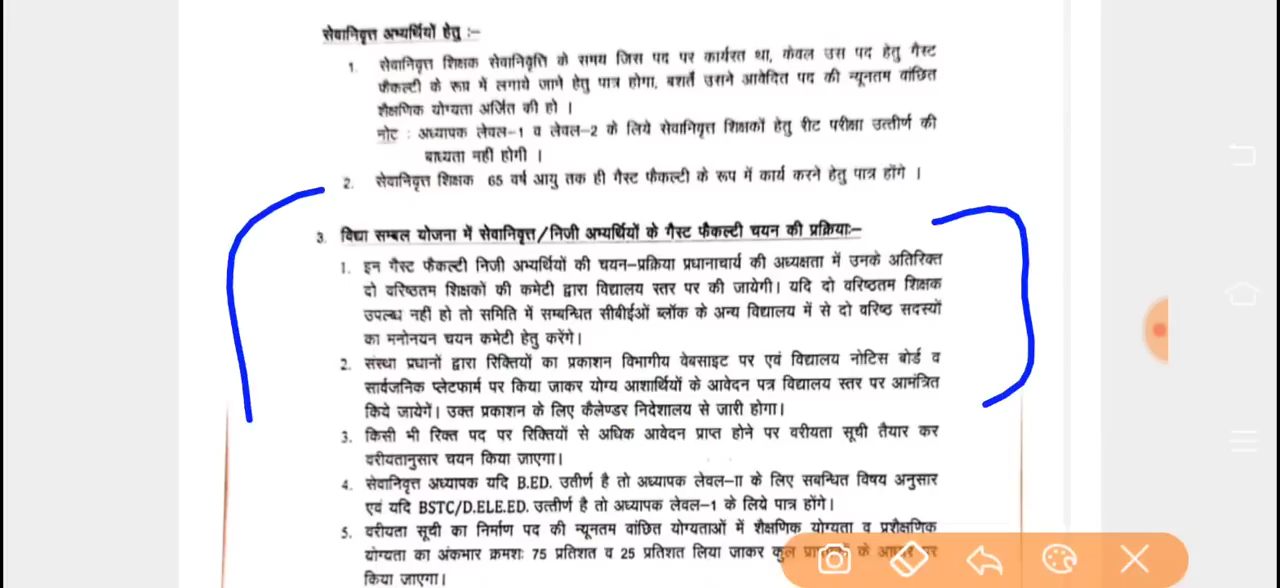 सेवानिवृत्त अभ्यर्थियों हेतु :–
1. सेवानिवृत्त शिक्षक सेवानिवृत्ति के समय जिस पद पर कार्यरत था, केवल उस पद हेतु गैस्ट
फैकल्टी के रूप में लगाये जाने हेतु पात्र होगा, बशर्ते उसने आवेदित पद की न्यूनतम वांछित
शैक्षणिक योग्यता अर्जित की हो ।
नोट : अध्यापक लेवल–1 व लेवल–2 के लिये सेवानिवृत्त शिक्षकों हेतु रीट परीक्षा उत्तीर्ण की
बाध्यता नहीं होगी ।
2. सेवानिवृत्त शिक्षक 65 वर्ष आयु तक ही गैस्ट फैकल्टी के रूप में कार्य करने हेतु पात्र होंगे ।
3. विद्या सम्बल योजना में सेवानिवृत्त/निजी अभ्यर्थियों के गैस्ट फैकल्टी चयन की प्रक्रियाः–
1. इन गैस्ट फैकल्टी निजी अभ्यर्थियों की चयन–प्रक्रिया प्रधानाचार्य की अध्यक्षता में उनके अतिरिक्त
दो वरिष्ठतम शिक्षकों की कमेटी द्वारा विद्यालय स्तर पर की जायेगी। यदि दो वरिष्ठतम शिक्षक
उपल्ब्ध नहीं हो तो समिति में सम्बन्धित सीबीईओं ब्लॉक के अन्य विद्यालय में से दो वरिष्ठ सदस्यों
का मनोनयन चयन कमेटी हेतु करेंगे।
2. संस्था प्रधानों द्वारा रिक्तियों का प्रकाशन विभागीय वेबसाइट पर एवं विद्यालय नोटिस बोर्ड व
सार्वजनिक प्लेटफार्म पर किया जाकर योग्य आशार्थियों के आवेदन पत्र विद्यालय स्तर पर आमंत्रित
किये जायेगें। उक्त प्रकाशन के लिए कैलेण्डर निदेशालय से जारी होगा।
3. किसी भी रिक्त पद पर रिक्तियों से अधिक आवेदन प्राप्त होने पर वरीयता सूची तैयार कर
वरीयतानुसार चयन किया जाएगा।
4. सेवानिवृत्त अध्यापक यदि B.ED. उतीर्ण है तो अध्यापक लेवल–II के लिए सबन्धित विषय अनुसार
एवं यदि BSTC/D.ELE.ED. उत्तीर्ण है तो अध्यापक लेवल–1 के लिये पात्र होंगे।
5. वरीयता सूची का निर्माण पद की न्यूनतम वांछित योग्यताओं में शैक्षणिक योग्यता व प्रशैक्षणिक
योग्यता का अंकभार क्रमशः 75 प्रतिशत व 25 प्रतिशत लिया जाकर कुल के पर
किया जाएगा।